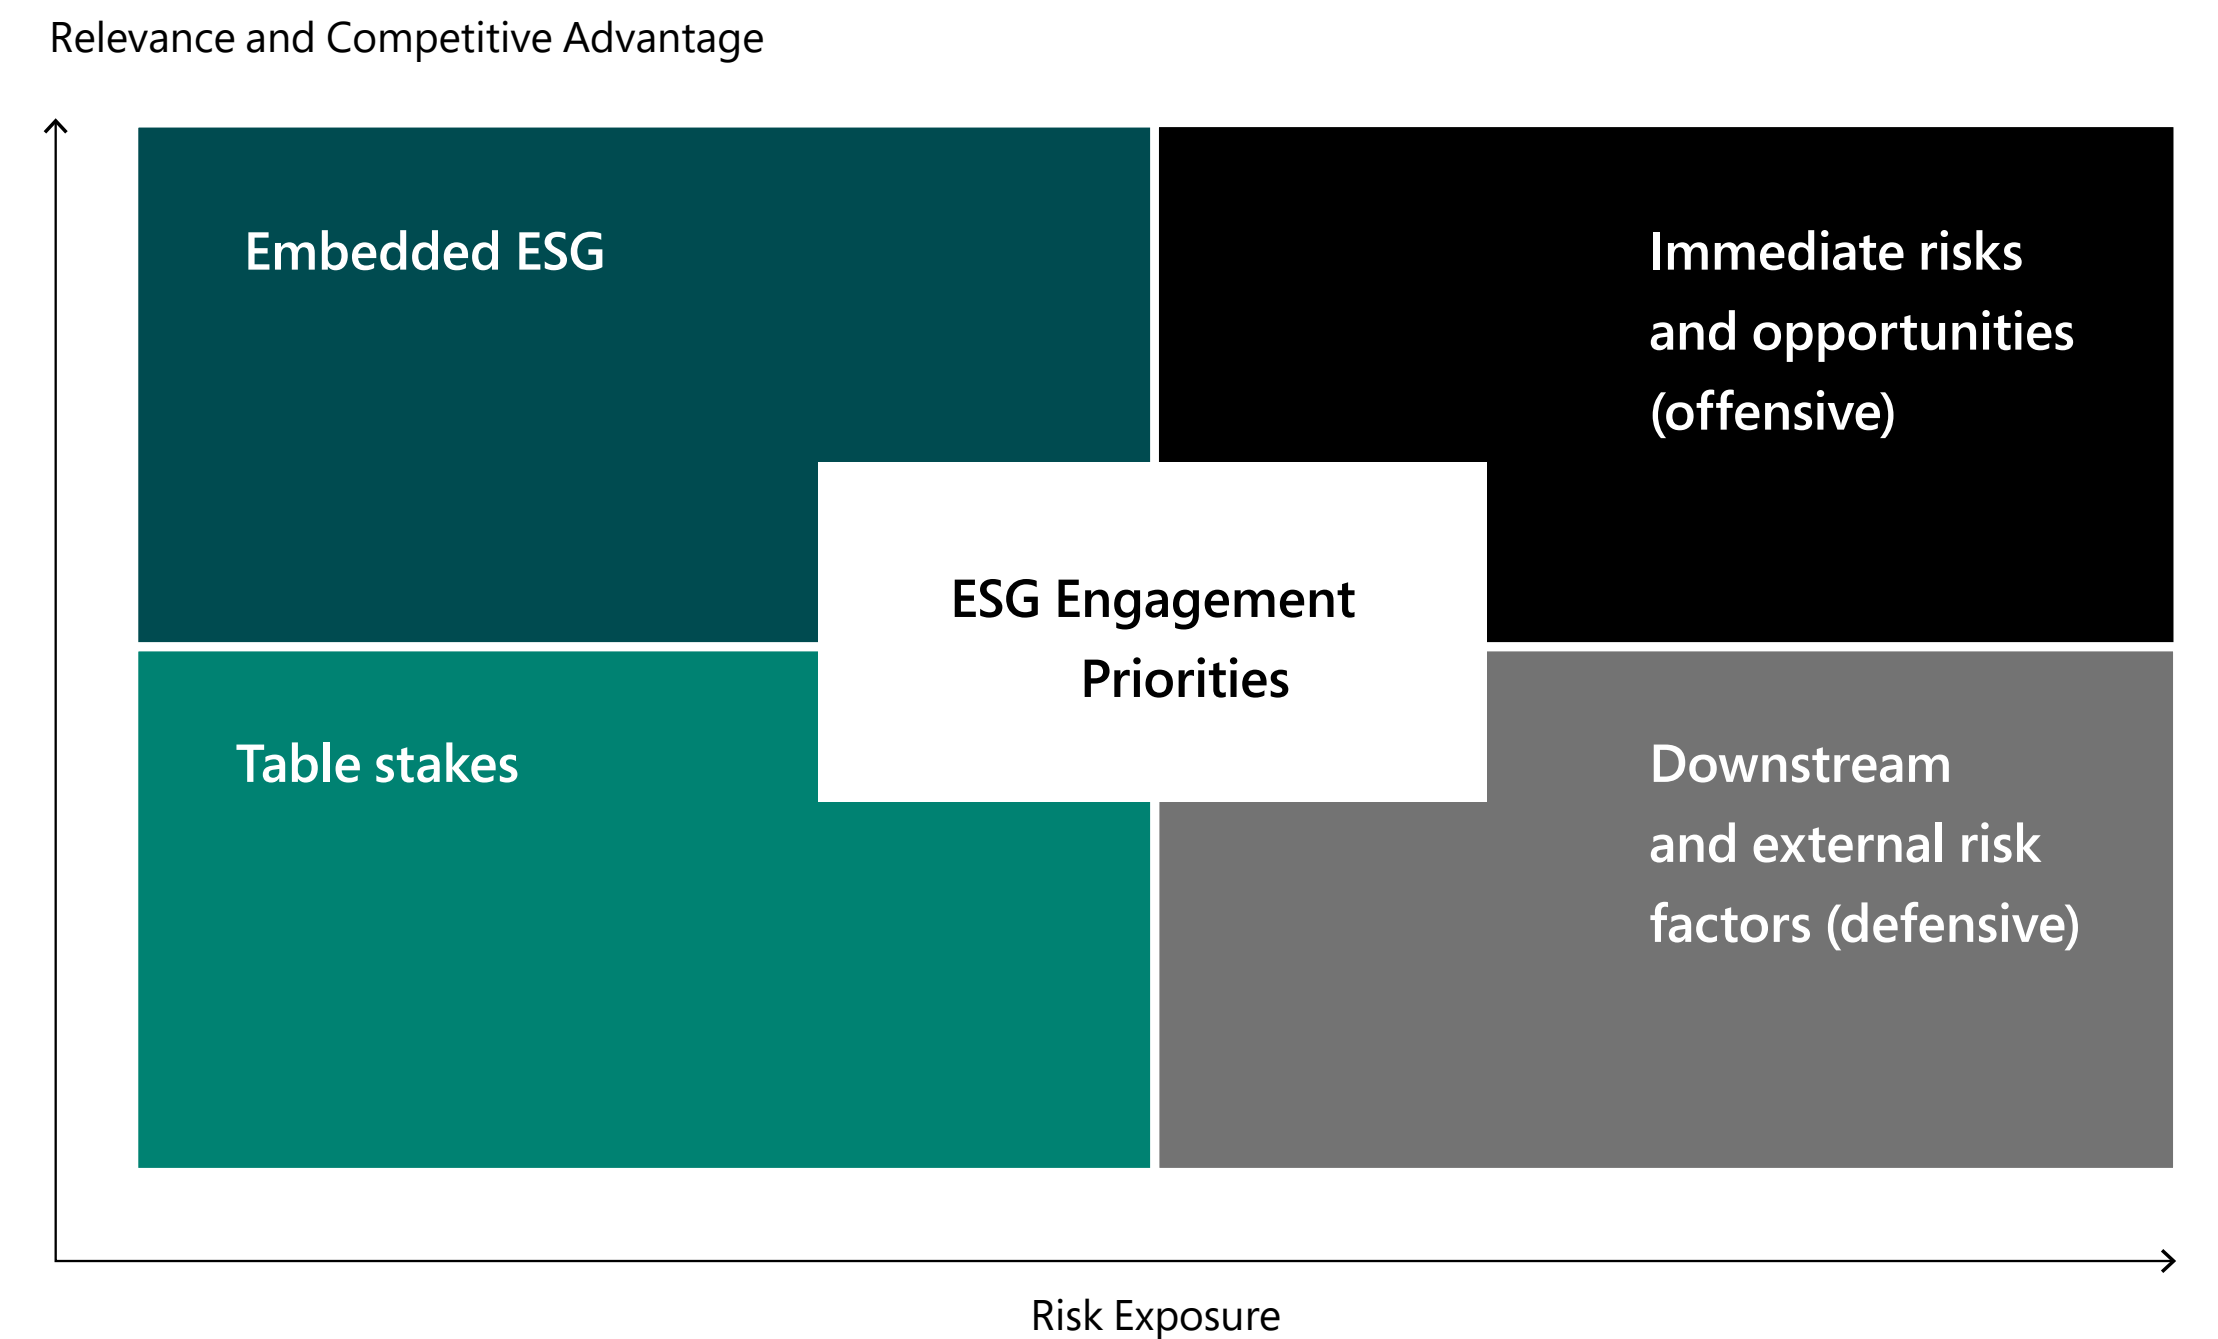 Relevance and Competitive Advantage
Embedded ESG
Immediate risks
and opportunities
(offensive)
ESG Engagement
Priorities
Table stakes
Downstream
and external risk
factors (defensive)
Risk Exposure